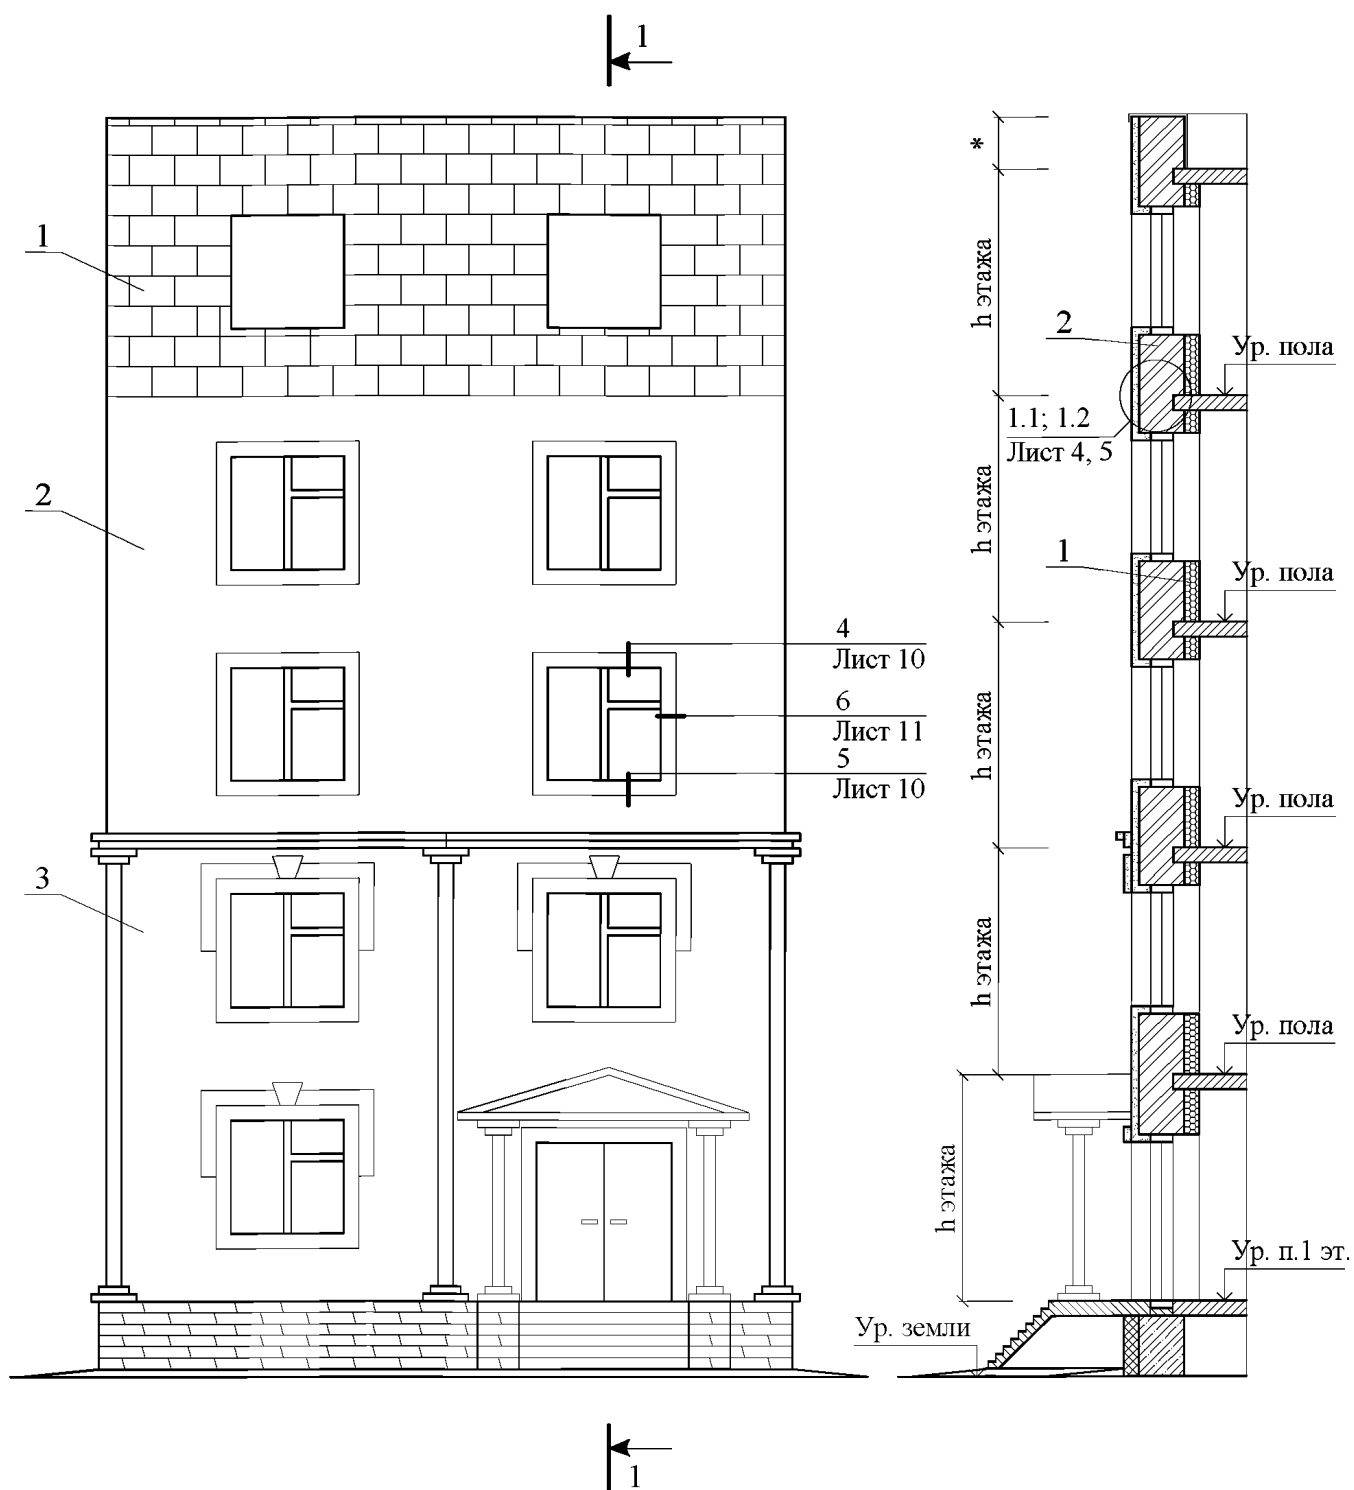 1
*
1
h этажа
2
Ур. пола
1.1; 1.2
Лист 4, 5
2
h этажа
1
Ур. пола
4
Лист 10
6
Лист 11
5
Лист 10
h этажа
Ур. пола
3
h этажа
Ур. пола
h этажа
Ур. п.1 эт.
Ур. земли
1